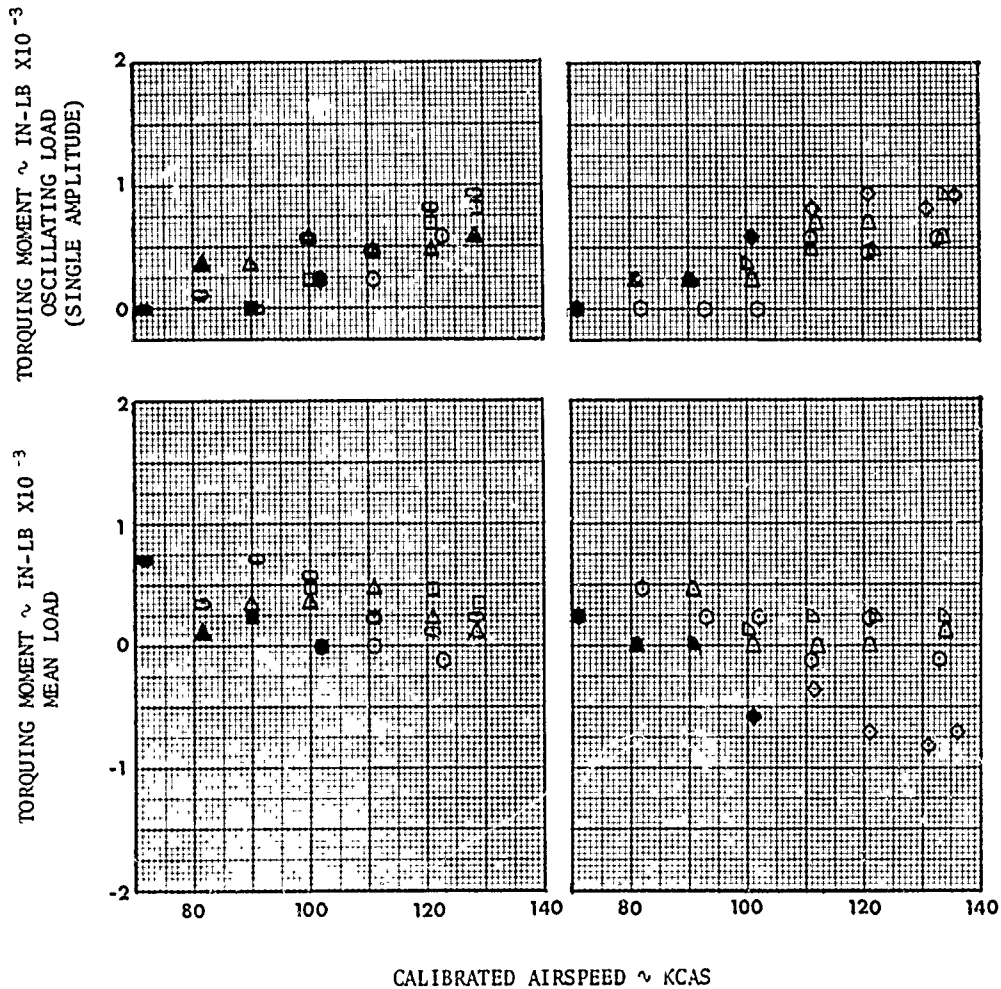 TORQUING MOMENT ~ IN-LB X10 -3
OSCILLATING LOAD
(SINGLE AMPLITUDE)
2
1
0
TORQUING MOMENT ~ IN-LB X10 -3
MEAN LOAD
2
1
0
-1
-2
80 100 120 140 80 100 120 140
CALIBRATED AIRSPEED ~ KCAS